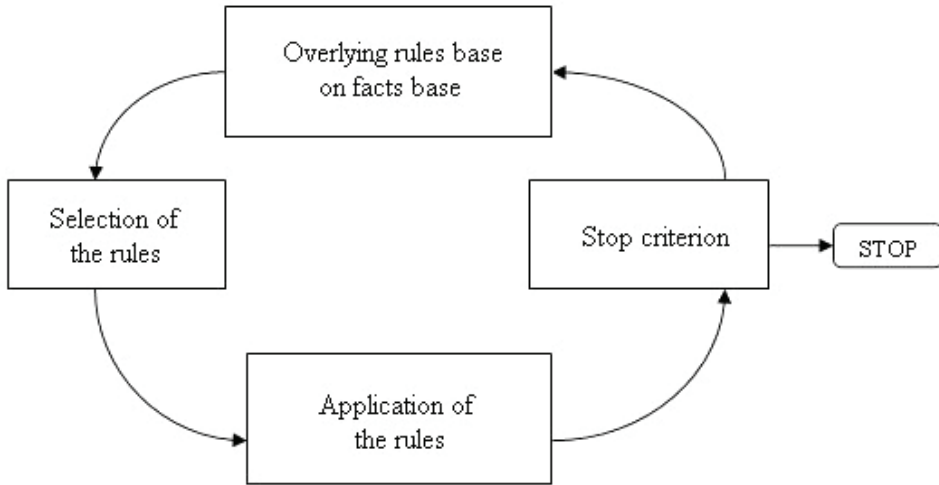 Overlying rules base
on facts base
Selection of
the rules
Stop criterion
STOP
Application of
the rules